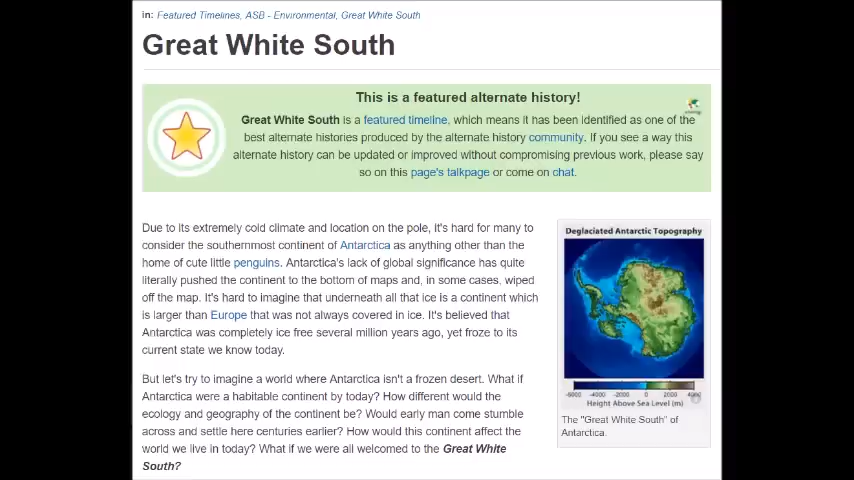 in: Featured Timelines, ASB - Environmental, Great White South
Great White South
This is a featured alternate history!
Great White South is a featured timeline, which means it has been identified as one of the
best alternate histories produced by the alternate history community. If you see a way this
alternate history can be updated or improved without compromising previous work, please say
so on this page's talkpage or come on chat.
Due to its extremely cold climate and location on the pole, it's hard for many to
consider the southernmost continent of Antarctica as anything other than the
home of cute little penguins. Antarctica's lack of global significance has quite
literally pushed the continent to the bottom of maps and, in some cases, wiped
off the map. It's hard to imagine that underneath all that ice is a continent which
is larger than Europe that was not always covered in ice. It's believed that
Antarctica was completely ice free several million years ago, yet froze to its
current state we know today.
But let's try to imagine a world where Antarctica isn't a frozen desert. What if
Antarctica were a habitable continent by today? How different would the
ecology and geography of the continent be? Would early man come stumble
across and settle here centuries earlier? How would this continent affect the
world we live in today? What if we were all welcomed to the Great White
South?
Deglaciated Antarctic Topography
-6000 -4000 -2000 0 2000 4000
Height Above Sea Level (m)
The "Great White South" of
Antarctica.